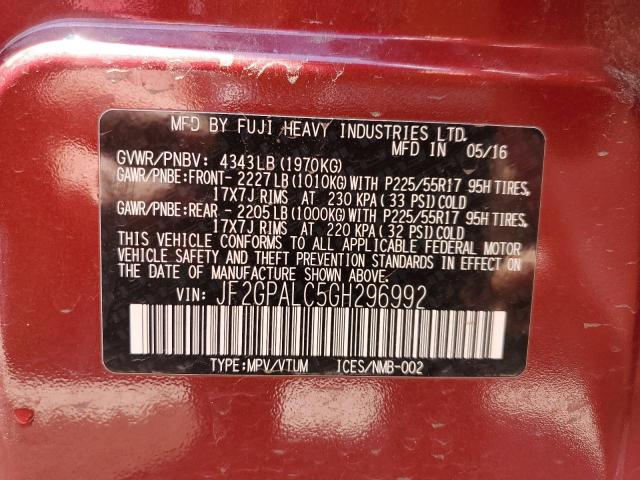 MFD BY FUJI HEAVY INDUSTRIES LTD.
MFD IN 05/16
GVWR/PNBV: 4343LB (1970KG)
GAWR/PNBE:FRONT- 2227LB (1010KG) WITH P225/55R17 95H TIRES,
17X7J RIMS AT 230 KPA ( 33 PSI) COLD
GAWR/PNBE:REAR - 2205LB (1000KG) WITH P225/55R17 95H TIRES,
17X7J RIMS AT 220 KPA ( 32 PSI) COLD
THIS VEHICLE CONFORMS TO ALL APPLICABLE FEDERAL MOTOR
VEHICLE SAFETY AND THEFT PREVENTION STANDARDS IN EFFECT ON
THE DATE OF MANUFACTURE SHOWN ABOVE.
VIN: JF2GPALC5GH296992
TYPE:MPV/VTUM ICES/NMB-002